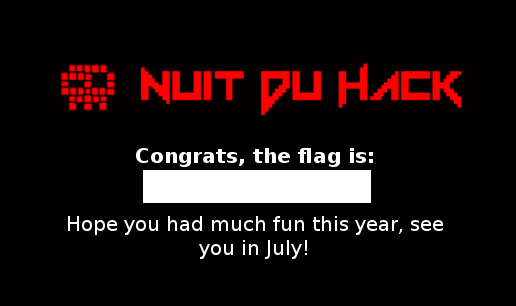 NUIT DU HACK
Congrats, the flag is:
Hope you had much fun this year, see
you in July!